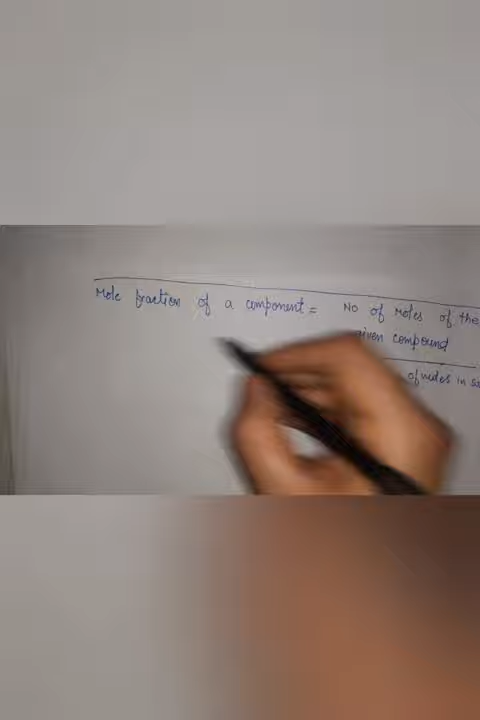 Mole fraction of a component = No of moles of the
given compound
of moles in